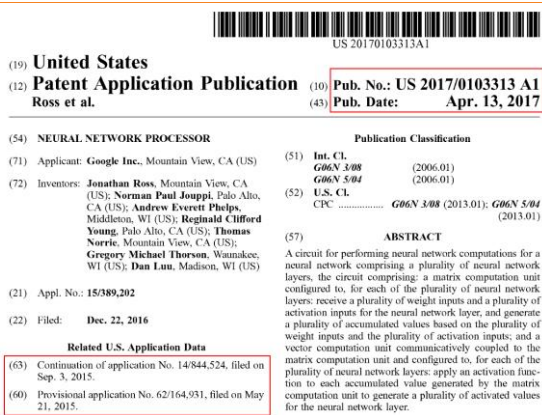 US 20170103313A1
(19) United States
(12) Patent Application Publication
Ross et al.
(10) Pub. No.: US 2017/0103313 A1
(43) Pub. Date: Apr. 13, 2017
(54) NEURAL NETWORK PROCESSOR
(71) Applicant: Google Inc., Mountain View, CA (US)
(72) Inventors: Jonathan Ross, Mountain View, CA
(US); Norman Paul Jouppi, Palo Alto,
CA (US); Andrew Everett Phelps,
Middleton, WI (US); Reginald Clifford
Young, Palo Alto, CA (US); Thomas
Norrie, Mountain View, CA (US);
Gregory Michael Thorson, Waunakee,
WI (US); Dan Luu, Madison, WI (US)
(21) Appl. No.: 15/389,202
(22) Filed: Dec. 22, 2016
Related U.S. Application Data
(63) Continuation of application No. 14/844,524, filed on
Sep. 3, 2015.
(60) Provisional application No. 62/164,931, filed on May
21, 2015.
Publication Classification
(51) Int. Cl.
G06N 3/08 (2006.01)
G06N 5/04 (2006.01)
(52) U.S. Cl.
CPC ................. G06N 3/08 (2013.01); G06N 5/04
(2013.01)
(57) ABSTRACT
A circuit for performing neural network computations for a
neural network comprising a plurality of neural network
layers, the circuit comprising: a matrix computation unit
configured to, for each of the plurality of neural network
layers: receive a plurality of weight inputs and a plurality of
activation inputs for the neural network layer, and generate
a plurality of accumulated values based on the plurality of
weight inputs and the plurality of activation inputs; and a
vector computation unit communicatively coupled to the
matrix computation unit and configured to, for each of the
plurality of neural network layers: apply an activation func-
tion to each accumulated value generated by the matrix
computation unit to generate a plurality of activated values
for the neural network layer.